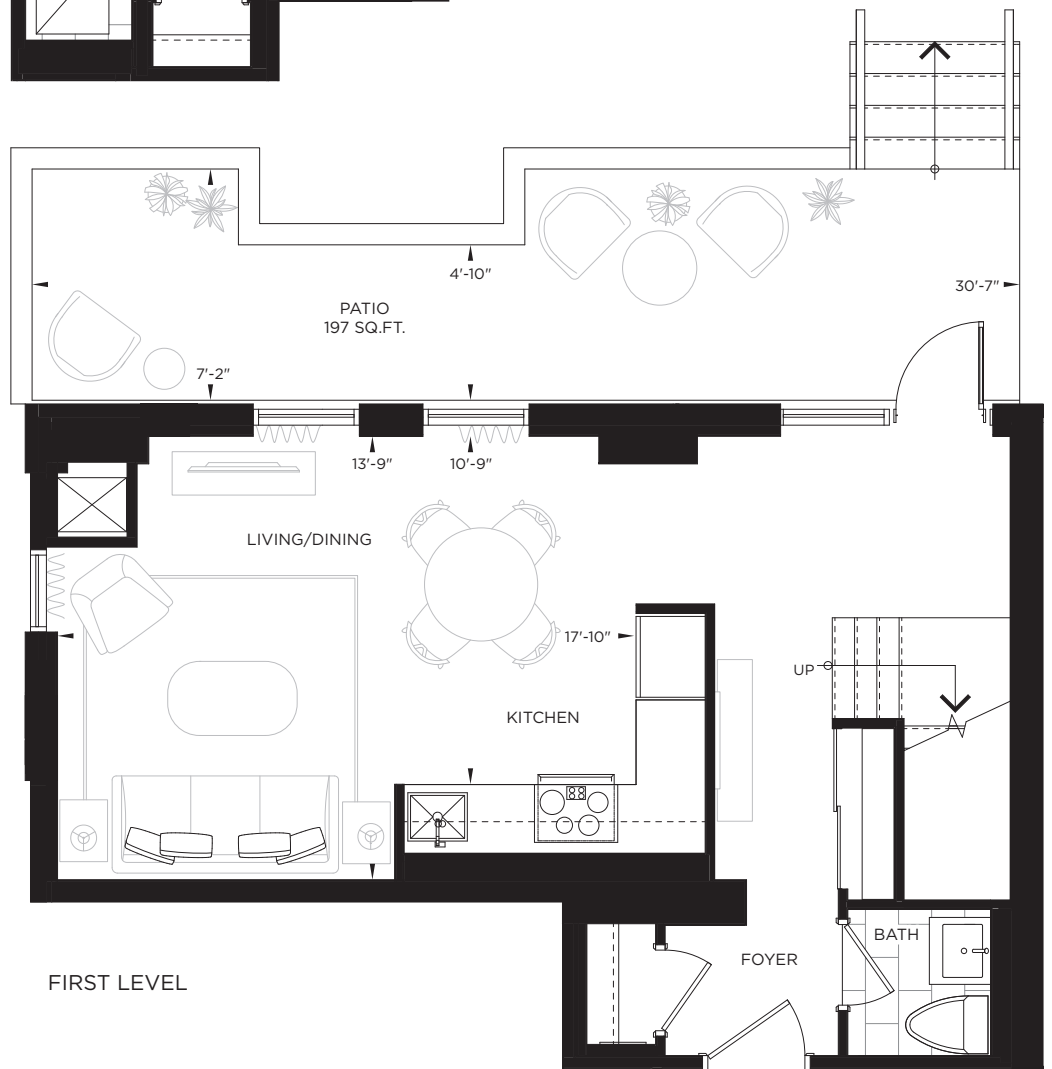 4'-10"
30'-7"
PATIO
197 SQ.FT.
7'-2"
13'-9"
10'-9"
LIVING/DINING
17'-10"
UP
KITCHEN
BATH
FOYER
FIRST LEVEL